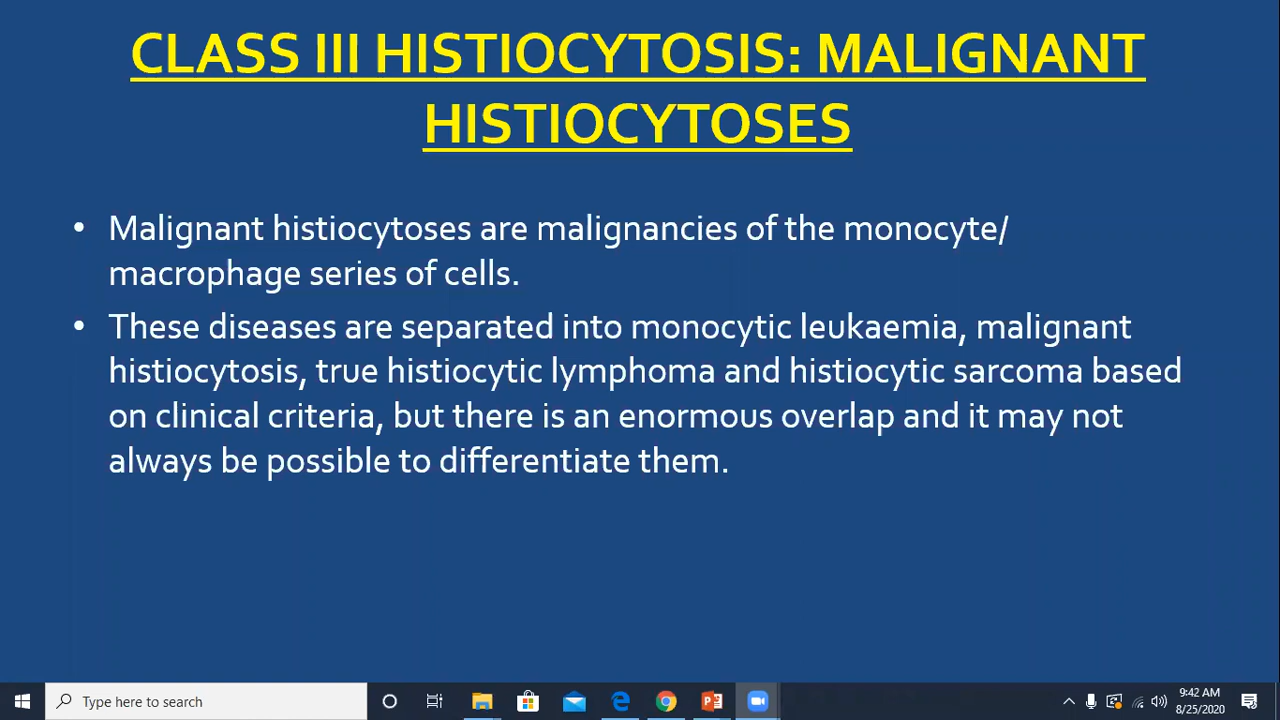 CLASS III HISTIOCYTOSIS: MALIGNANT
HISTIOCYTOSES
• Malignant histiocytoses are malignancies of the monocyte/
macrophage series of cells.
• These diseases are separated into monocytic leukaemia, malignant
histiocytosis, true histiocytic lymphoma and histiocytic sarcoma based
on clinical criteria, but there is an enormous overlap and it may not
always be possible to differentiate them.
Type here to search
9:42 AM
8/25/2020